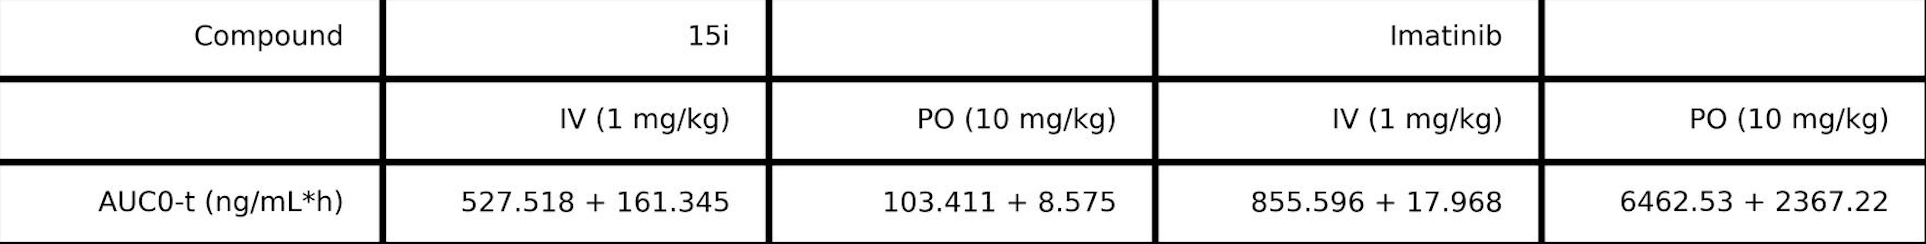 Compound 15i Imatinib
IV (1 mg/kg) PO (10 mg/kg) IV (1 mg/kg) PO (10 mg/kg)
AUC0-t (ng/mL*h) 527.518 + 161.345 103.411 + 8.575 855.596 + 17.968 6462.53 + 2367.22